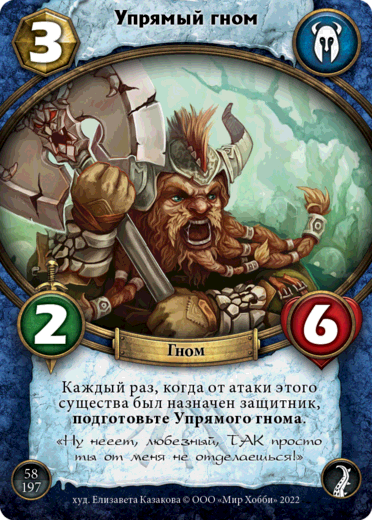 3
Упрямый гном
2
6
Гном
Каждый раз, когда от атаки этого
существа был назначен защитник,
подготовьте Упрямого гнома.
«Ну нееет, любезный, ТАК просто
ты от меня не отделаешься!»
58
197
худ. Елизавета Казакова © ООО «Мир Хобби» 2022